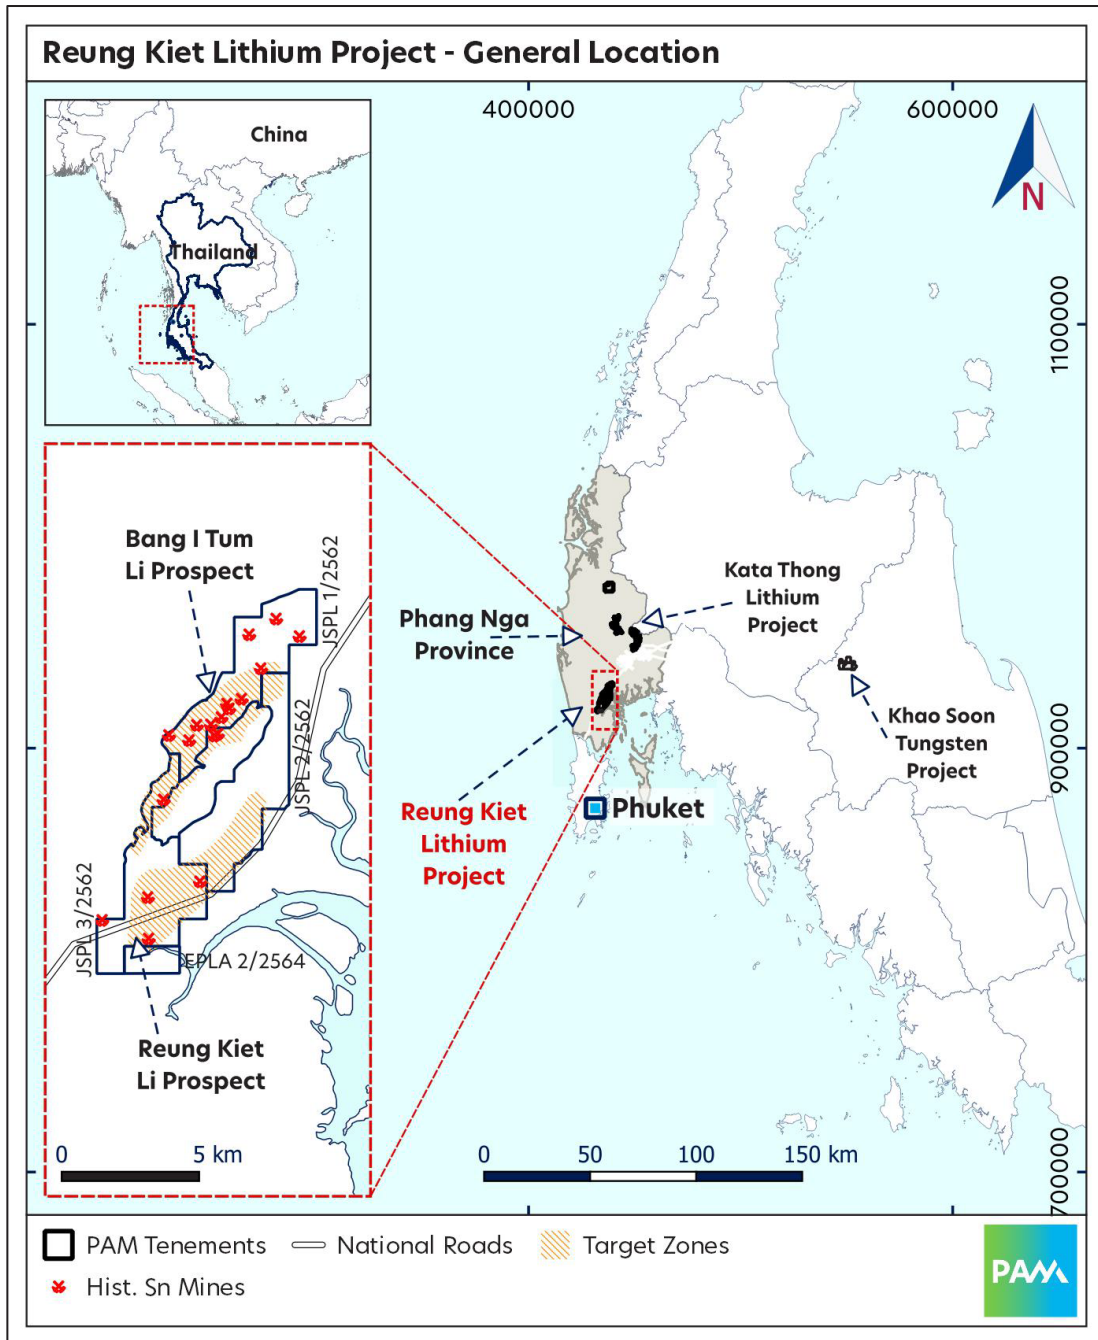 Reung Kiet Lithium Project - General Location
400000
600000
China
Thailand
N
1100000
Bang I Tum
Li Prospect
JSPL 1/2562
Kata Thong
Lithium
Project
Phang Nga
Province
JSPL 2/2562
Khao Soon
Tungsten
Project
900000
Reung Kiet
Lithium
Project
Phuket
JSPL 3/2562
EPLA 2/2564
Reung Kiet
Li Prospect
0 5 km
0 50 100 150 km
700000
PAM Tenements National Roads Target Zones
Hist. Sn Mines
PAM